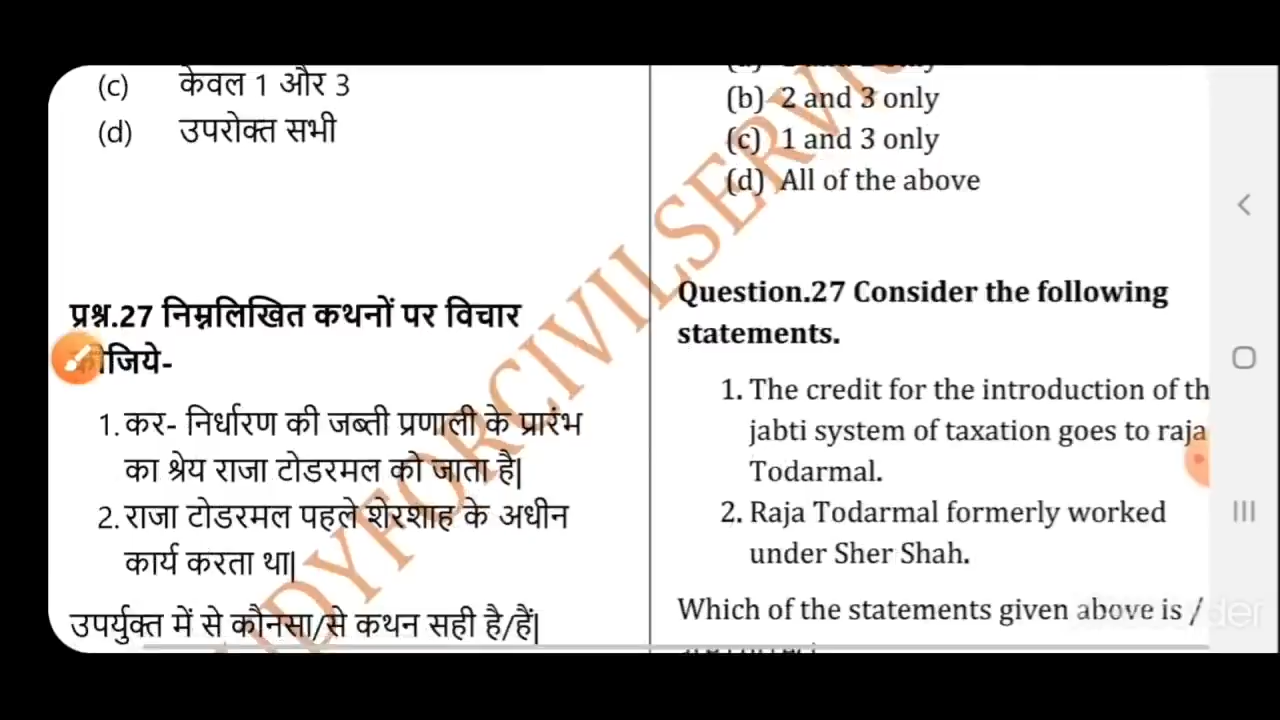 (c) केवल 1 और 3
(d) उपरोक्त सभी
प्रश्न.27 निम्नलिखित कथनों पर विचार
कीजिये-
1. कर- निर्धारण की जब्ती प्रणाली के प्रारंभ
का श्रेय राजा टोडरमल को जाता है|
2. राजा टोडरमल पहले शेरशाह के अधीन
कार्य करता था|
उपर्युक्त में से कौनसा/से कथन सही है/हैं|
(b) 2 and 3 only
(c) 1 and 3 only
(d) All of the above
Question.27 Consider the following
statements.
1. The credit for the introduction of th
jabti system of taxation goes to raja
Todarmal.
2. Raja Todarmal formerly worked
under Sher Shah.
Which of the statements given above is /
UDYFORCIVILSERVIC